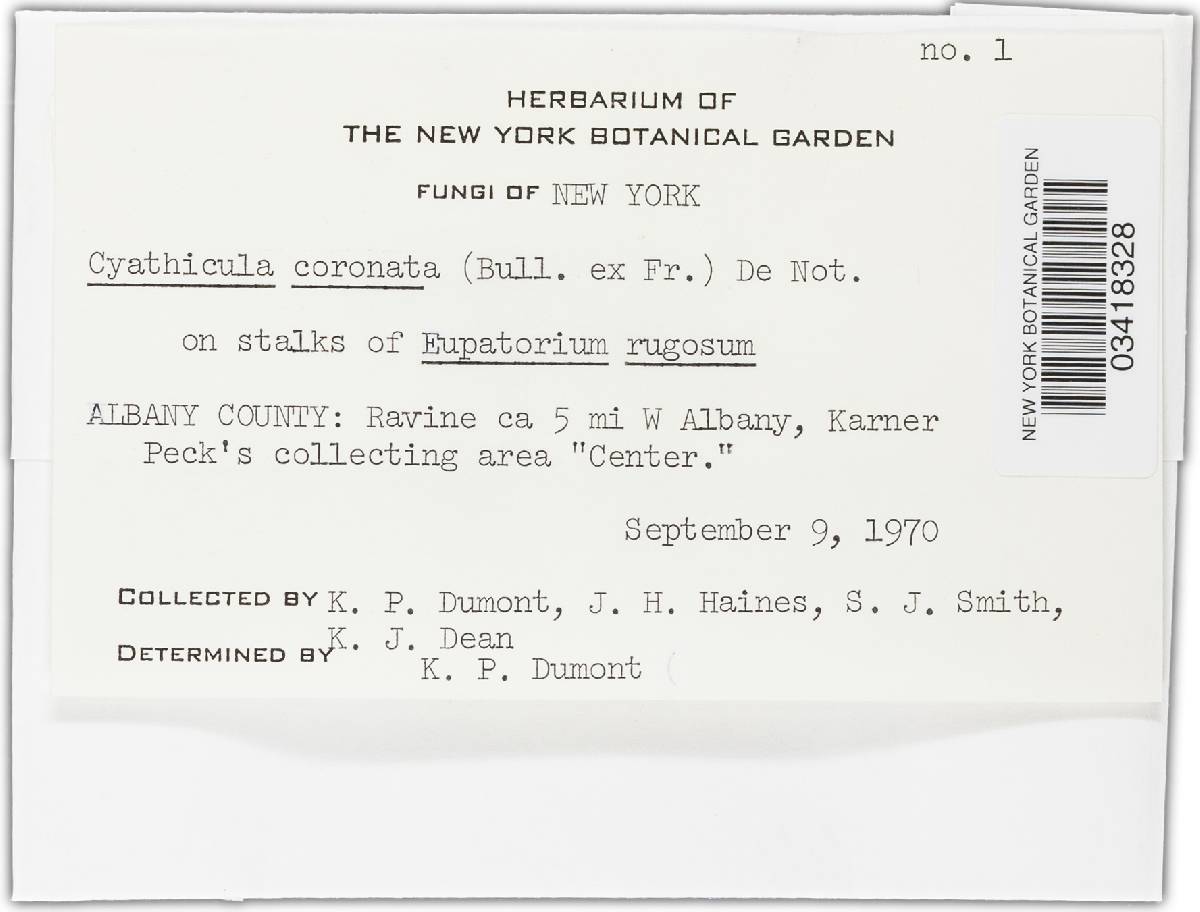 no. 1
HERBARIUM OF
THE NEW YORK BOTANICAL GARDEN
FUNGI OF NEW YORK
Cyathicula coronata (Bull. ex Fr.) De Not.
on stalks of Eupatorium rugosum
ALBANY COUNTY: Ravine ca 5 mi W Albany, Karner
Peck's collecting area "Center."
September 9, 1970
COLLECTED BY K. P. Dumont, J. H. Haines, S. J. Smith,
K. J. Dean
DETERMINED BY
K. P. Dumont
NEW YORK BOTANICAL GARDEN
03418328